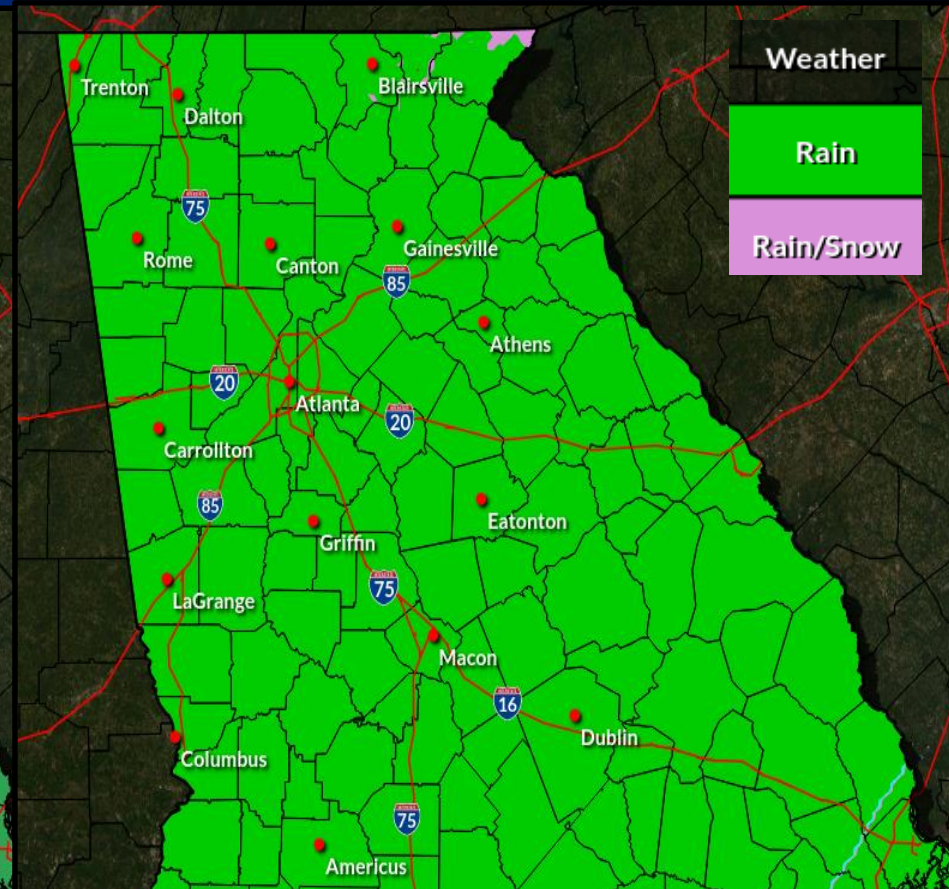 Weather
Rain
Rain/Snow
Trenton
Blairsville
Dalton
75
Rome
Canton
Gainesville
85
Athens
20
Atlanta
20
Carrollton
85
Eatonton
Griffin
75
LaGrange
Macon
16
Dublin
Columbus
75
Americus